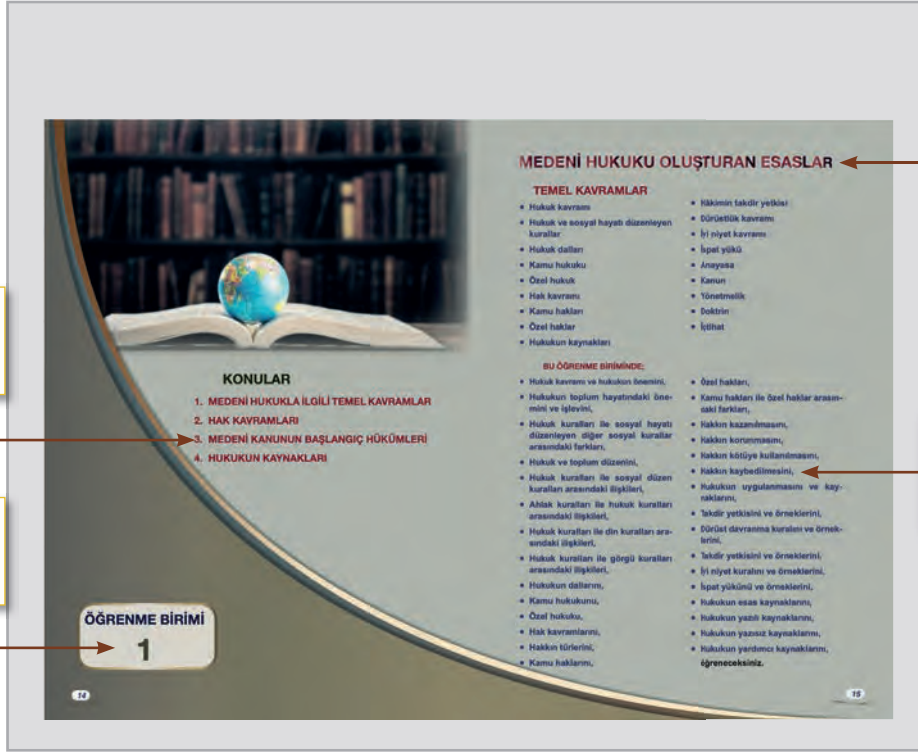 KONULAR
1. MEDENİ HUKUKLA İLGİLİ TEMEL KAVRAMLAR
2. HAK KAVRAMLARI
3. MEDENİ KANUNUN BAŞLANGIÇ HÜKÜMLERİ
4. HUKUKUN KAYNAKLARI
ÖĞRENME BİRİMİ
1
14
MEDENİ HUKUKU OLUŞTURAN ESASLAR
TEMEL KAVRAMLAR
• Hukuk kavramı
• Hukuk ve sosyal hayatı düzenleyen
kurallar
• Hukuk dalları
• Kamu hukuku
• Özel hukuk
• Hak kavramı
• Kamu hakları
• Özel haklar
• Hukukun kaynakları
• Hâkimin takdir yetkisi
• Dürüstlük kavramı
• İyi niyet kavramı
• İspat yükü
• Anayasa
• Kanun
• Yönetmelik
• Doktrin
• İçtihat
BU ÖĞRENME BİRİMİNDE;
• Hukuk kavramı ve hukukun önemini,
• Hukukun toplum hayatındaki öne-
mini ve işlevini,
• Hukuk kuralları ile sosyal hayatı
düzenleyen diğer sosyal kurallar
arasındaki farkları,
• Hukuk ve toplum düzenini,
• Hukuk kuralları ile sosyal düzen
kuralları arasındaki ilişkileri,
• Ahlak kuralları ile hukuk kuralları
arasındaki ilişkileri,
• Hukuk kuralları ile din kuralları ara-
sındaki ilişkileri,
• Hukuk kuralları ile görgü kuralları
arasındaki ilişkileri,
• Hukukun dallarını,
• Kamu hukukunu,
• Özel hukuku,
• Hak kavramlarını,
• Hakkın türlerini,
• Kamu haklarını,
• Özel hakları,
• Kamu hakları ile özel haklar arasın-
daki farkları,
• Hakkın kazanılmasını,
• Hakkın korunmasını,
• Hakkın kötüye kullanılmasını,
• Hakkın kaybedilmesini,
• Hukukun uygulanmasını ve kay-
naklarını,
• Takdir yetkisini ve örneklerini,
• Dürüst davranma kuralını ve örnek-
lerini,
• Takdir yetkisini ve örneklerini,
• İyi niyet kuralını ve örneklerini,
• İspat yükünü ve örneklerini,
• Hukukun esas kaynaklarını,
• Hukukun yazılı kaynaklarını,
• Hukukun yazısız kaynaklarını,
• Hukukun yardımcı kaynaklarını,
öğreneceksiniz.
15